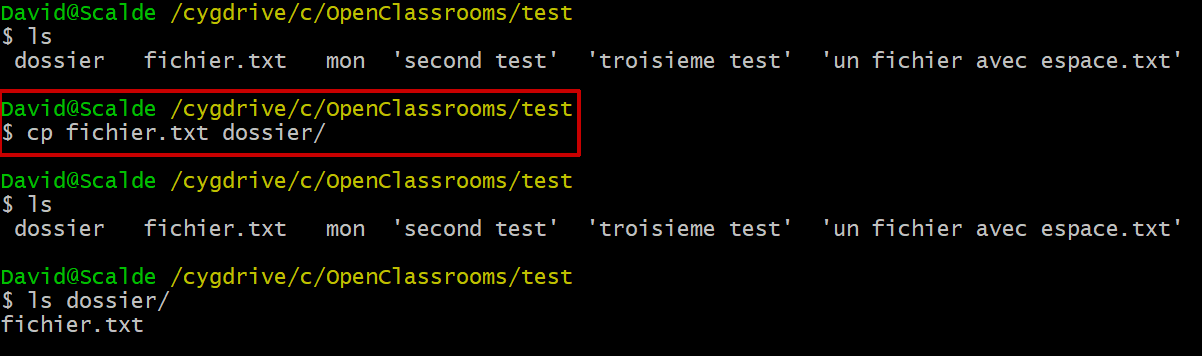 David@Scalde /cygdrive/c/OpenClassrooms/test
$ ls
dossier   fichier.txt   mon  'second test'  'troisieme test'  'un fichier avec espace.txt'
David@Scalde /cygdrive/c/OpenClassrooms/test
$ cp fichier.txt dossier/
David@Scalde /cygdrive/c/OpenClassrooms/test
$ ls
dossier   fichier.txt   mon  'second test'  'troisieme test'  'un fichier avec espace.txt'
David@Scalde /cygdrive/c/OpenClassrooms/test
$ ls dossier/
fichier.txt